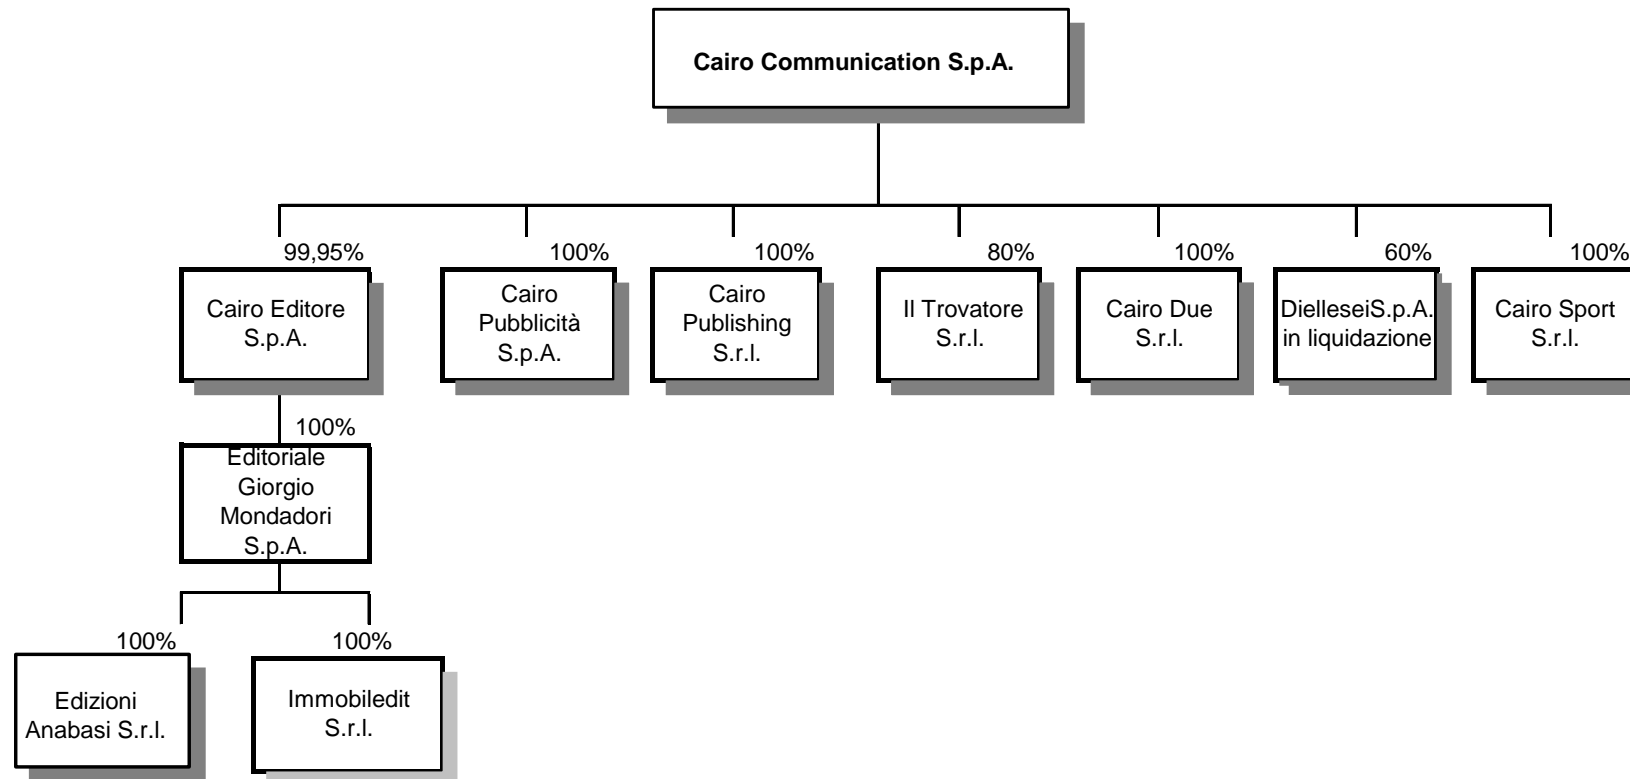 Cairo Communication S.p.A.
99,95%
100%
100%
80%
100%
60%
100%
Cairo Editore
S.p.A.
Cairo
Pubblicità
S.p.A.
Cairo
Publishing
S.r.l.
Il Trovatore
S.r.l.
Cairo Due
S.r.l.
DielleseiS.p.A.
in liquidazione
Cairo Sport
S.r.l.
100%
Editoriale
Giorgio
Mondadori
S.p.A.
100%
100%
Edizioni
Anabasi S.r.l.
Immobiledit
S.r.l.